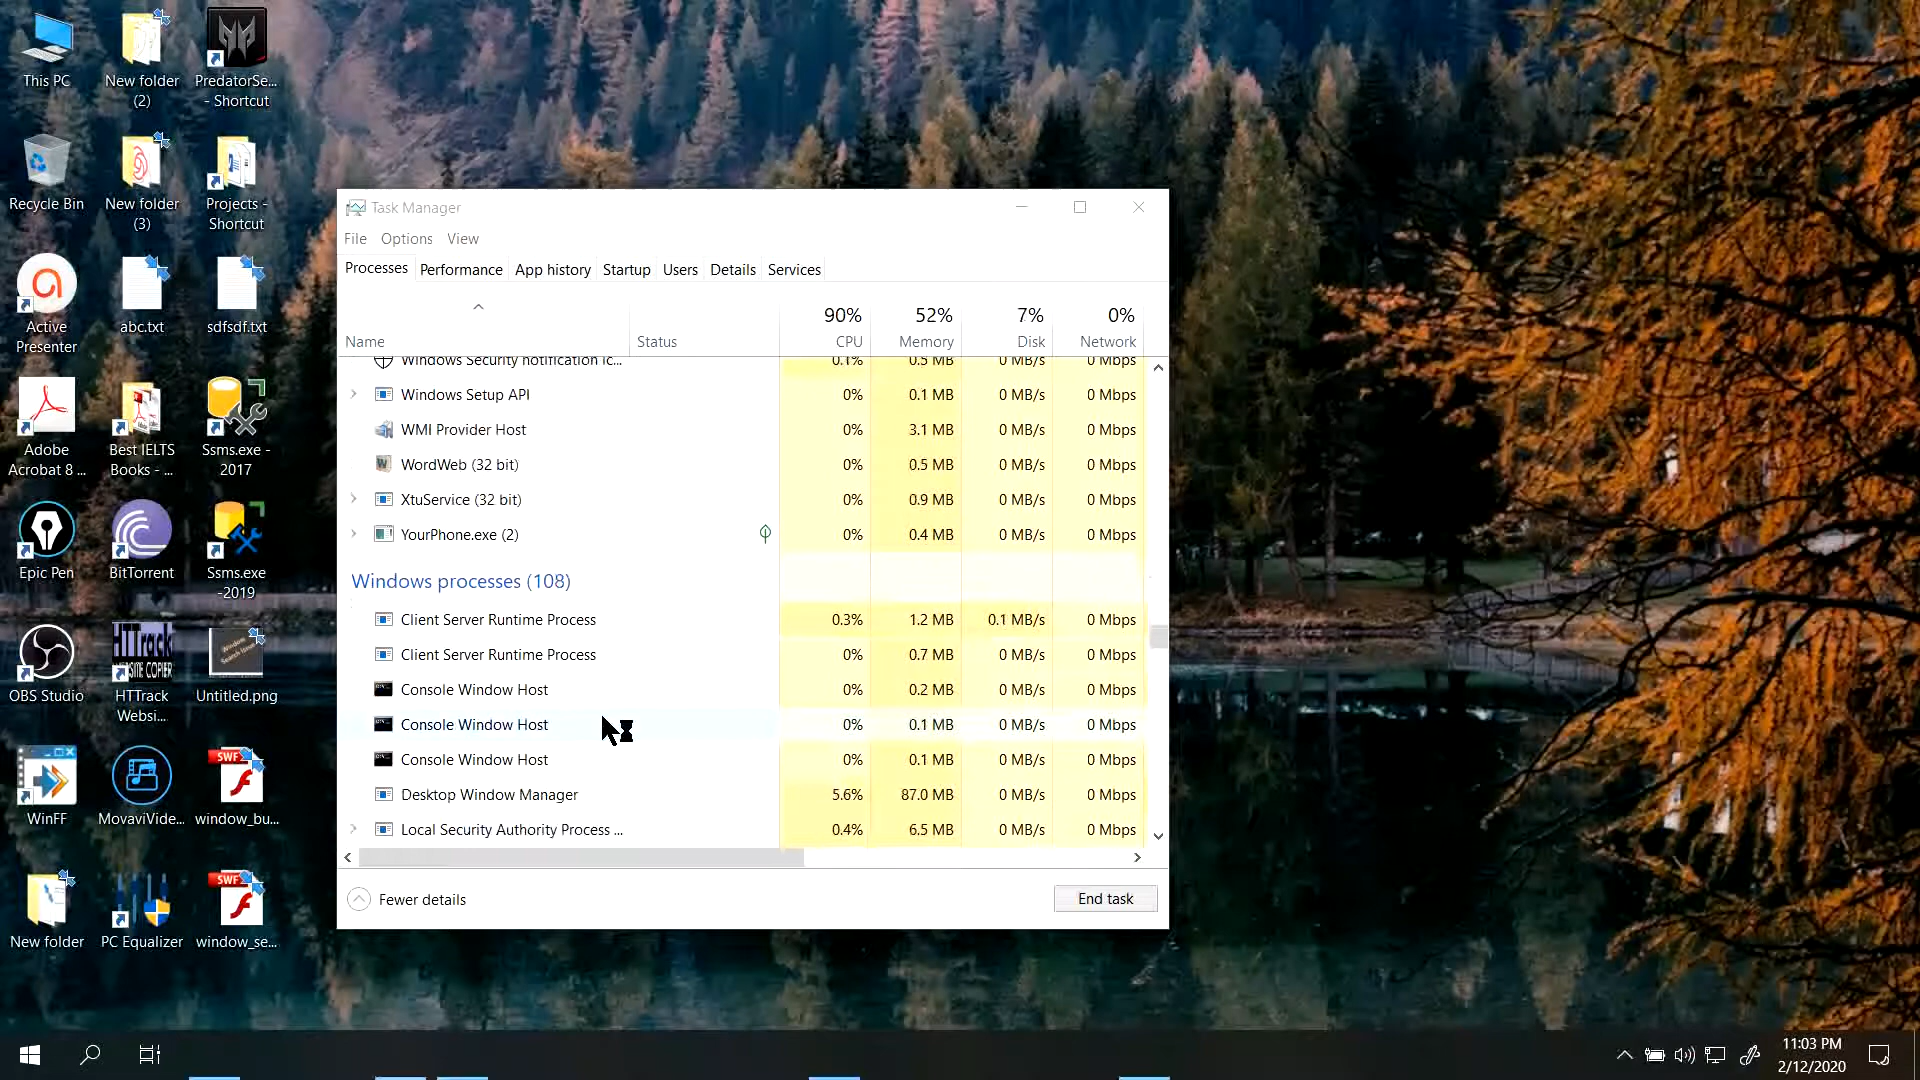 This PC
New folder
(2)
PredatorSe...
- Shortcut
Recycle Bin
New folder
(3)
Projects -
Shortcut
Active
Presenter
abc.txt
sdfsdf.txt
Adobe
Acrobat 8 ...
Best IELTS
Books - ...
Ssms.exe -
2017
Epic Pen
BitTorrent
Ssms.exe
-2019
OBS Studio
HTTrack
Websi...
Untitled.png
WinFF
MovaviVide...
window_bu...
New folder
PC Equalizer
window_se...
Task Manager
File Options View
Processes Performance App history Startup Users Details Services
90% 52% 7% 0%
Name Status CPU Memory Disk Network
Windows Security notification ic... 0.1% 0.5 MB 0 MB/s 0 Mbps
Windows Setup API 0% 0.1 MB 0 MB/s 0 Mbps
WMI Provider Host 0% 3.1 MB 0 MB/s 0 Mbps
WordWeb (32 bit) 0% 0.5 MB 0 MB/s 0 Mbps
XtuService (32 bit) 0% 0.9 MB 0 MB/s 0 Mbps
YourPhone.exe (2) 0% 0.4 MB 0 MB/s 0 Mbps
Windows processes (108)
Client Server Runtime Process 0.3% 1.2 MB 0.1 MB/s 0 Mbps
Client Server Runtime Process 0% 0.7 MB 0 MB/s 0 Mbps
Console Window Host 0% 0.2 MB 0 MB/s 0 Mbps
Console Window Host 0% 0.1 MB 0 MB/s 0 Mbps
Console Window Host 0% 0.1 MB 0 MB/s 0 Mbps
Desktop Window Manager 5.6% 87.0 MB 0 MB/s 0 Mbps
Local Security Authority Process ... 0.4% 6.5 MB 0 MB/s 0 Mbps
Fewer details
End task
11:03 PM
2/12/2020